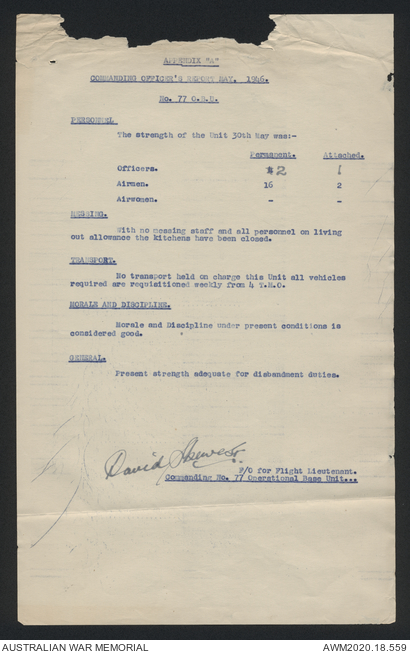 APPENDIX "A"
COMMANDING OFFICER'S REPORT MAY. 1946.
No. 77 O.B.U.
PERSONNEL
The strength of the Unit 30th May was:-
Permanent. Attached.
Officers. 2 1
Airmen. 16 2
Airwomen. - -
MESSING.
With no messing staff and all personnel on living
out allowance the kitchens have been closed.
TRANSPORT.
No transport held on charge this Unit all vehicles
required are requisitioned weekly from 4 T.M.O.
MORALE AND DISCIPLINE.
Morale and Discipline under present conditions is
considered good.
GENERAL.
Present strength adequate for disbandment duties.
David
F/O for Flight Lieutenant.
Commanding No. 77 Operational Base Unit...
AUSTRALIAN WAR MEMORIAL
AWM2020.18.559